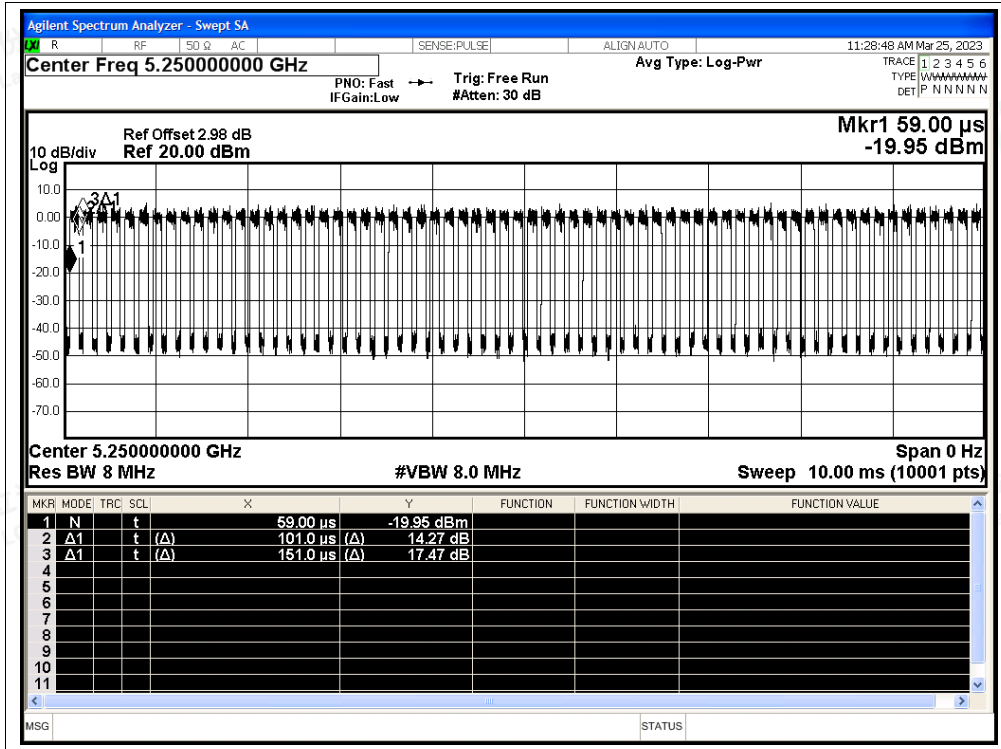 Agilent Spectrum Analyzer - Swept SA
LXI R RF 50 Ω AC SENSE:PULSE ALIGN AUTO 11:28:48 AM Mar 25, 2023
Center Freq 5.250000000 GHz Avg Type: Log-Pwr TRACE 1 2 3 4 5 6
PNO: Fast Trig: Free Run TYPE W
IFGain:Low #Atten: 30 dB DET P N N N N N
Mkr1 59.00 µs
Ref Offset 2.98 dB
10 dB/div Ref 20.00 dBm -19.95 dBm
Log
10.0
3Δ1
0.00
-10.0
1
-20.0
-30.0
-40.0
-50.0
-60.0
-70.0
Center 5.250000000 GHz Span 0 Hz
Res BW 8 MHz #VBW 8.0 MHz Sweep 10.00 ms (10001 pts)
MKR MODE TRC SCL X Y FUNCTION FUNCTION WIDTH FUNCTION VALUE
1 N t 59.00 µs -19.95 dBm
2 Δ1 t (Δ) 101.0 µs (Δ) 14.27 dB
3 Δ1 t (Δ) 151.0 µs (Δ) 17.47 dB
4
5
6
7
8
9
10
11
MSG STATUS